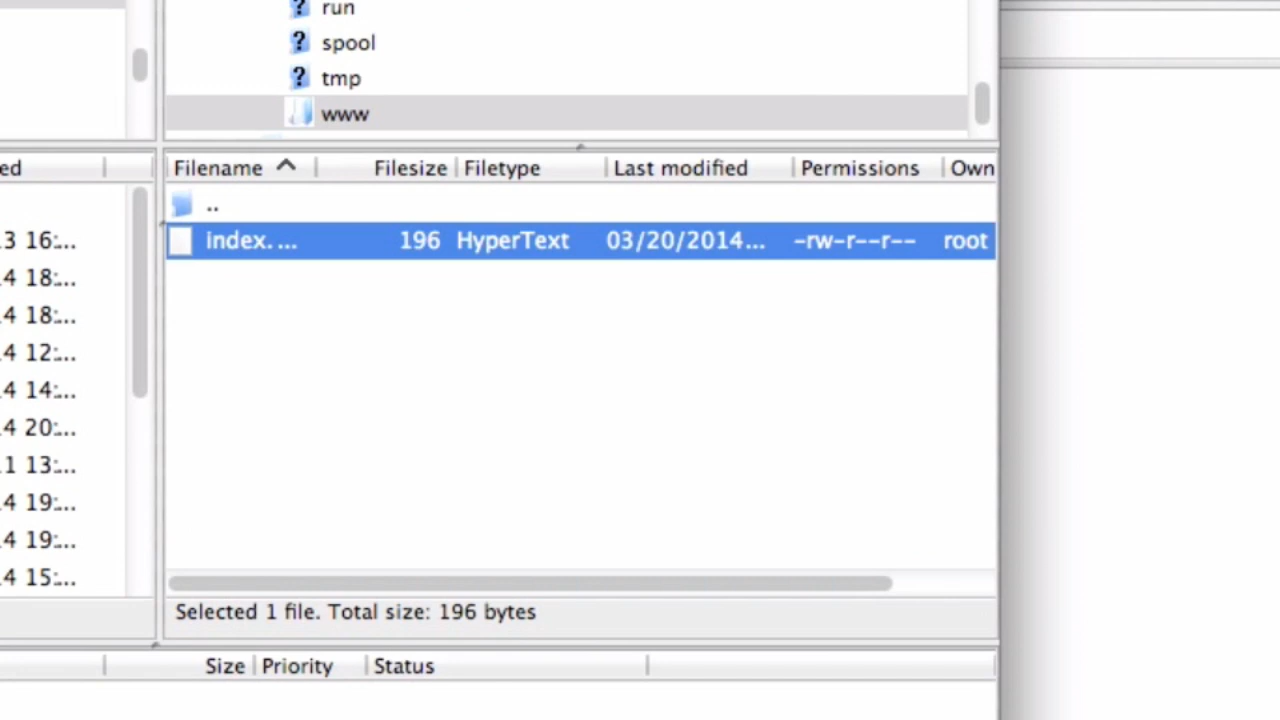 run
spool
tmp
www
ed
Filename Filesize Filetype Last modified Permissions Own
..
3 16:...
index.... 196 HyperText 03/20/2014... -rw-r--r-- root
4 18:...
4 18:...
4 12:...
4 14:...
4 20:...
1 13:...
4 19:...
4 19:...
4 15:...
Selected 1 file. Total size: 196 bytes
Size Priority Status